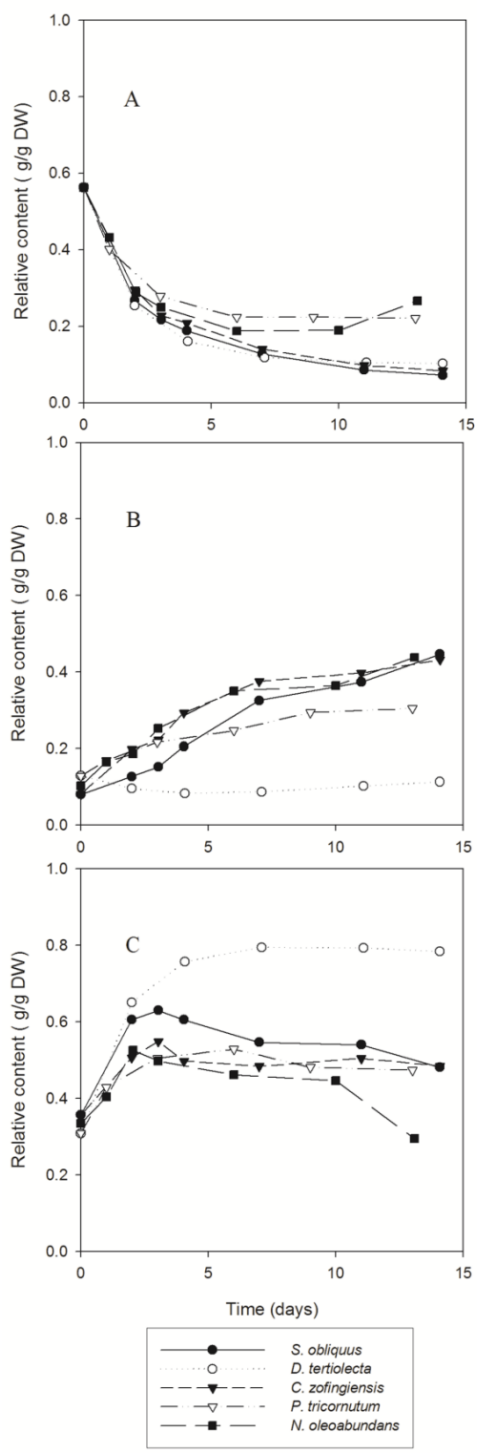 1.0
0.8
0.6
0.4
0.2
0.0
Relative content ( g/g DW)
A
0
5
10
15
1.0
0.8
0.6
0.4
0.2
0.0
Relative content ( g/g DW)
B
0
5
10
15
1.0
0.8
0.6
0.4
0.2
0.0
Relative content ( g/g DW)
C
0
5
10
15
Time (days)
S. obliquus
D. tertiolecta
C. zofingiensis
P. tricornutum
N. oleoabundans